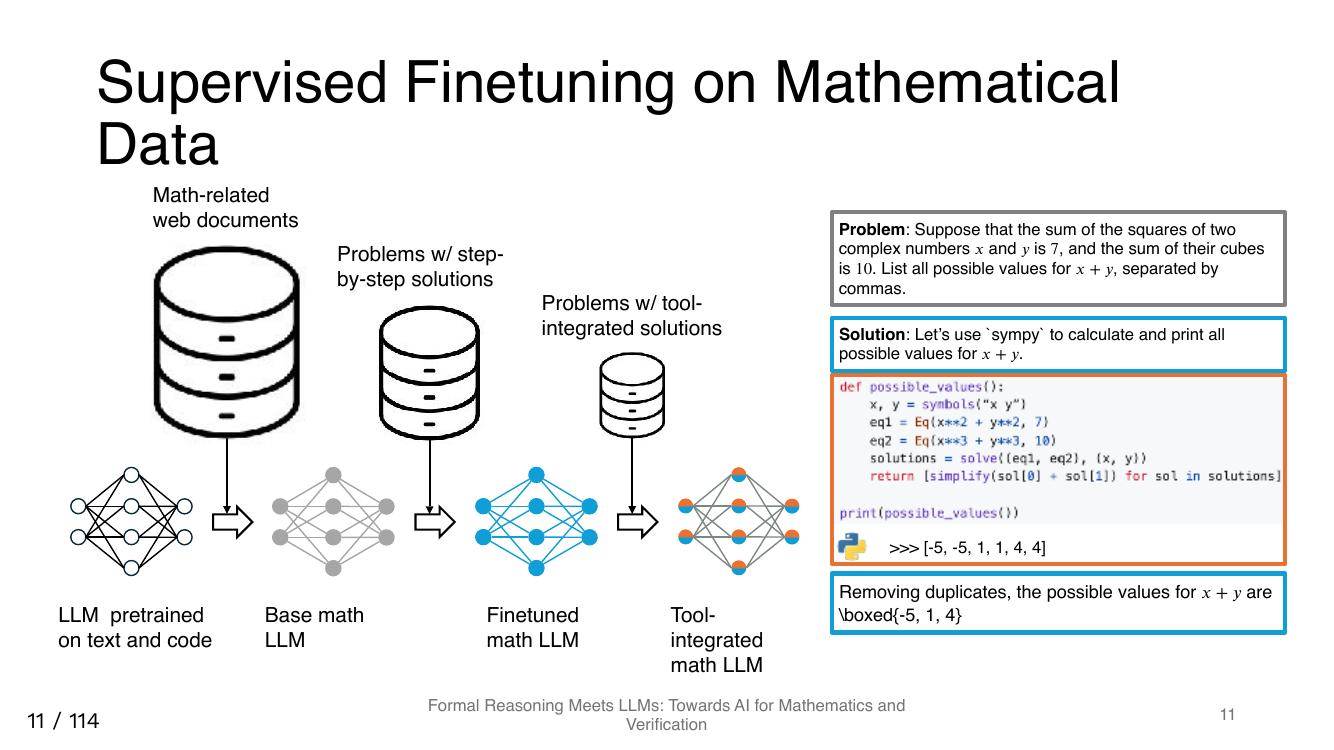 Supervised Finetuning on Mathematical
Data
Math-related
web documents
Problems w/ step-
by-step solutions
Problems w/ tool-
integrated solutions
LLM  pretrained
on text and code
Base math
LLM
Finetuned
math LLM
Tool-
integrated
math LLM
Problem: Suppose that the sum of the squares of two
complex numbers x and y is 7, and the sum of their cubes
is 10. List all possible values for x + y, separated by
commas.
Solution: Let’s use `sympy` to calculate and print all
possible values for x + y.
def possible_values():
    x, y = symbols(“x y”)
    eq1 = Eq(x**2 + y**2, 7)
    eq2 = Eq(x**3 + y**3, 10)
    solutions = solve((eq1, eq2), (x, y))
    return [simplify(sol[0] + sol[1]) for sol in solutions]
print(possible_values())
>>> [-5, -5, 1, 1, 4, 4]
Removing duplicates, the possible values for x + y are
\boxed{-5, 1, 4}
11 / 114
Formal Reasoning Meets LLMs: Towards AI for Mathematics and
Verification
11